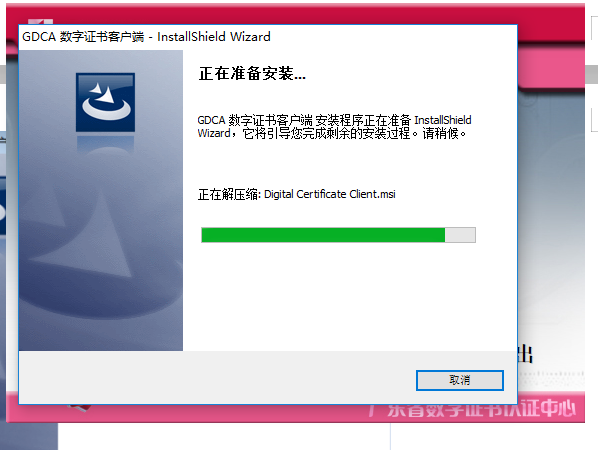 GDCA 数字证书客户端 - InstallShield Wizard
正在准备安装...
GDCA 数字证书客户端 安装程序正在准备 InstallShield
Wizard，它将引导您完成剩余的安装过程。请稍候。
正在解压缩: Digital Certificate Client.msi
出
取消
广东省数字证书认证中心